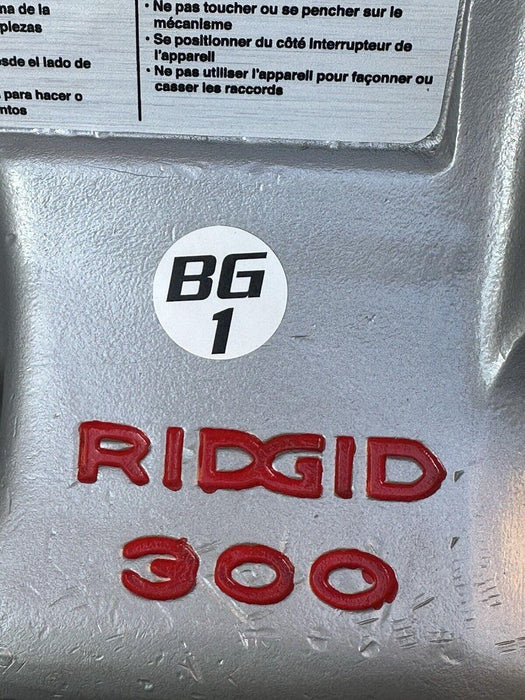 ma de la
piezas
esde el lado de
para hacer o
ntos
• Ne pas toucher ou se pencher sur le
mécanisme
• Se positionner du côté Interrupteur de
l'appareil
• Ne pas utiliser l'appareil pour façonner ou
casser les raccords
BG
1
RIDGID
300